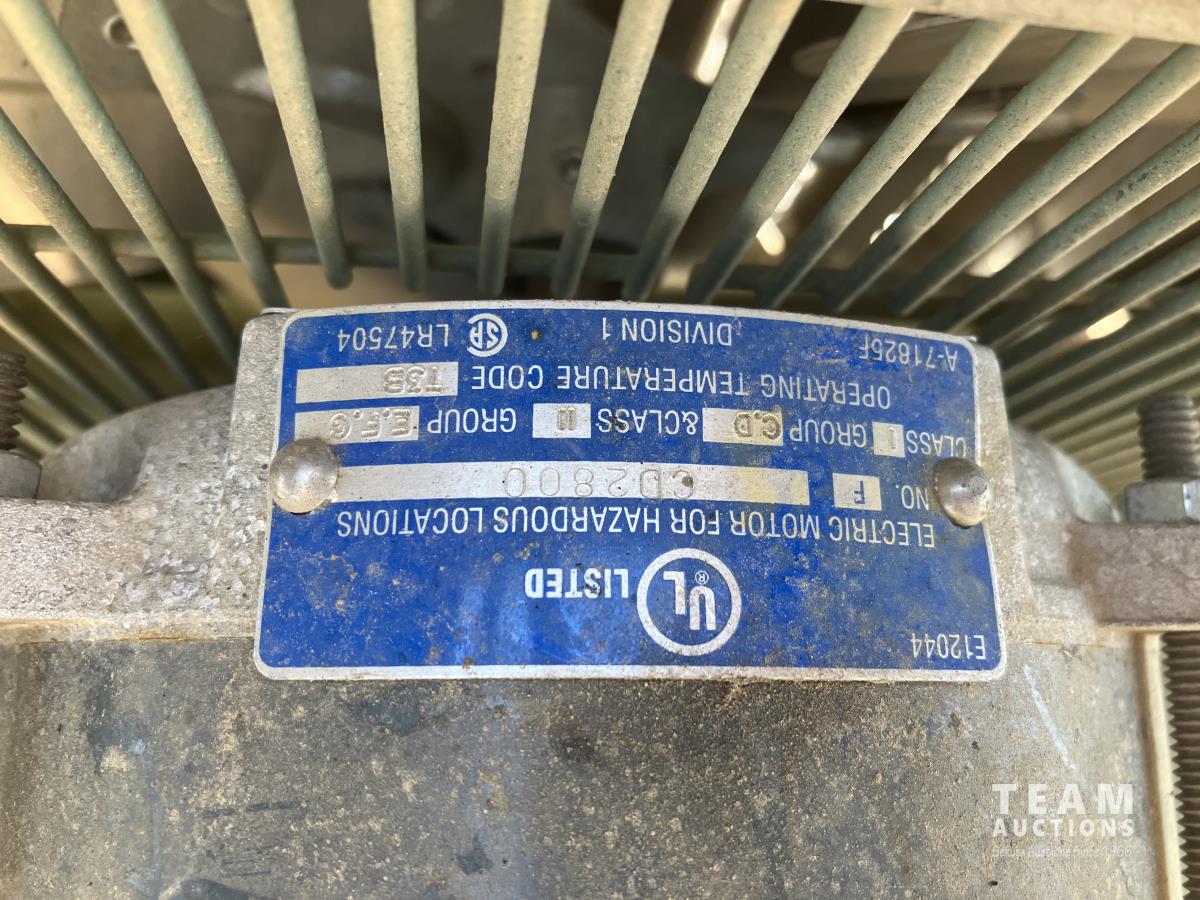 E12044
UL ® LISTED
ELECTRIC MOTOR FOR HAZARDOUS LOCATIONS
NO. F CD2800
CLASS I GROUP C,D &CLASS II GROUP E,F,G
OPERATING TEMPERATURE CODE T3B
A-71825F DIVISION 1 LR47504
TEAM
AUCTIONS